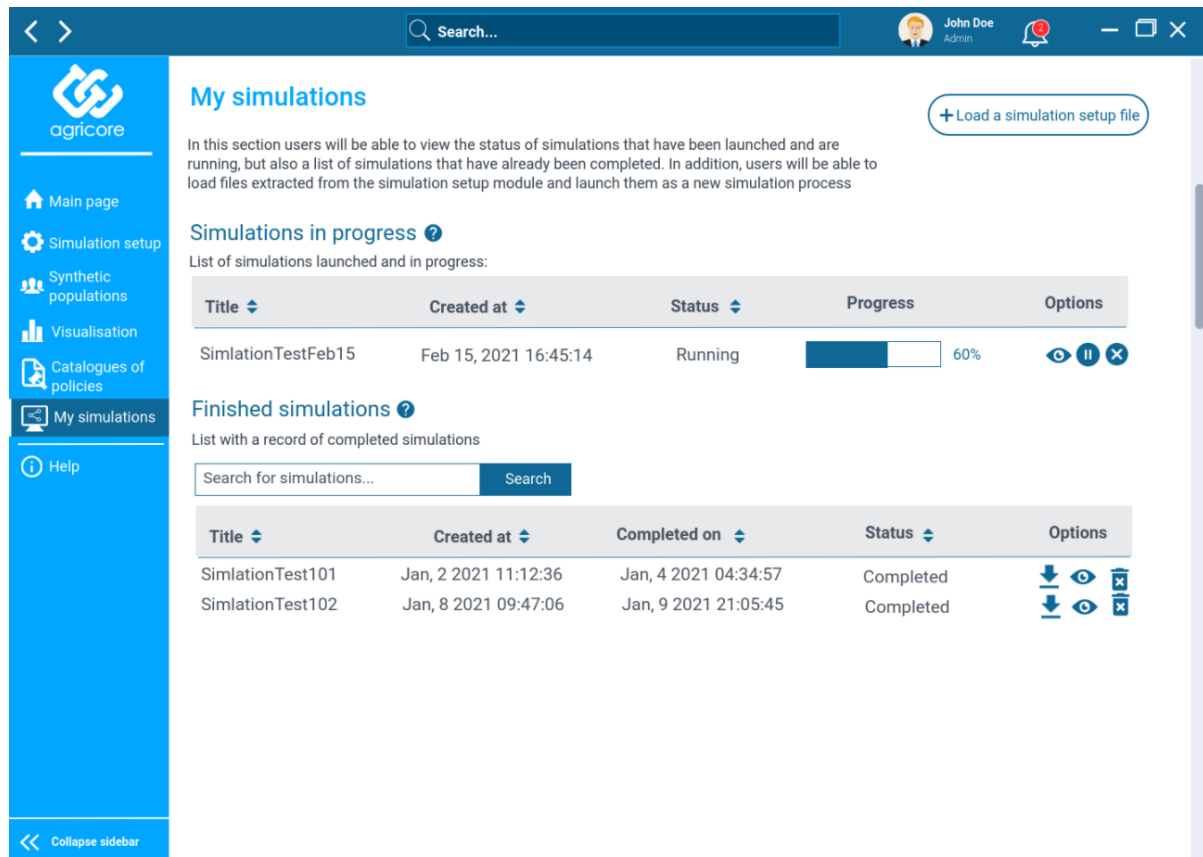 Search...
John Doe
Admin
2
agricore
Main page
Simulation setup
Synthetic
populations
Visualisation
Catalogues of
policies
My simulations
Help
Collapse sidebar
My simulations
+Load a simulation setup file
In this section users will be able to view the status of simulations that have been launched and are
running, but also a list of simulations that have already been completed. In addition, users will be able to
load files extracted from the simulation setup module and launch them as a new simulation process
Simulations in progress ?
List of simulations launched and in progress:
Title Created at Status Progress Options
SimlationTestFeb15 Feb 15, 2021 16:45:14 Running 60%
Finished simulations ?
List with a record of completed simulations
Search for simulations... Search
Title Created at Completed on Status Options
SimlationTest101 Jan, 2 2021 11:12:36 Jan, 4 2021 04:34:57 Completed
SimlationTest102 Jan, 8 2021 09:47:06 Jan, 9 2021 21:05:45 Completed